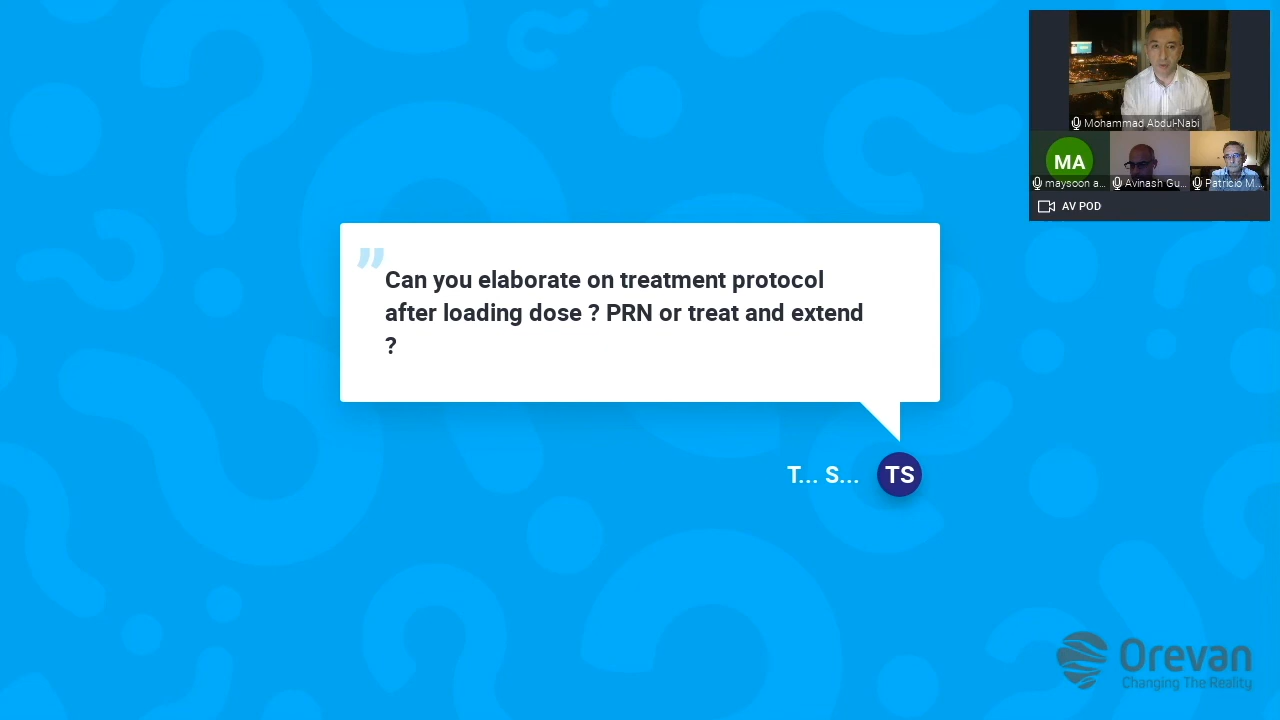 Mohammad Abdul-Nabi
MA
maysoon a...
Avinash Gu...
Patricio M....
AV POD
"
Can you elaborate on treatment protocol
after loading dose ? PRN or treat and extend
?
T... S...
TS
Orevan
Changing The Reality